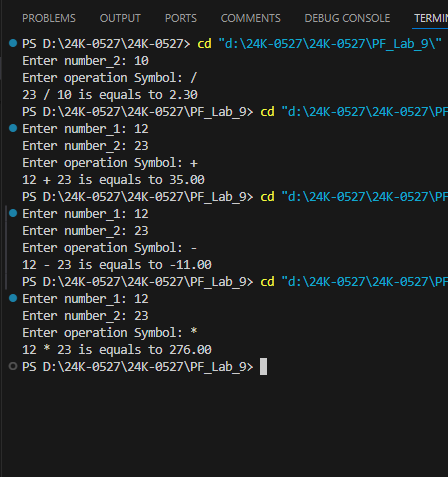 PROBLEMS OUTPUT PORTS COMMENTS DEBUG CONSOLE
PS D:\24K-0527\24K-0527> cd "d:\24K-0527\24K-0527\PF_Lab_9\"
Enter number_2: 10
Enter operation Symbol: /
23 / 10 is equals to 2.30
PS D:\24K-0527\24K-0527\PF_Lab_9> cd "d:\24K-0527\24K-0527\PF
Enter number_1: 12
Enter number_2: 23
Enter operation Symbol: +
12 + 23 is equals to 35.00
PS D:\24K-0527\24K-0527\PF_Lab_9> cd "d:\24K-0527\24K-0527\PF
Enter number_1: 12
Enter number_2: 23
Enter operation Symbol: -
12 - 23 is equals to -11.00
PS D:\24K-0527\24K-0527\PF_Lab_9> cd "d:\24K-0527\24K-0527\PF
Enter number_1: 12
Enter number_2: 23
Enter operation Symbol: *
12 * 23 is equals to 276.00
PS D:\24K-0527\24K-0527\PF_Lab_9>